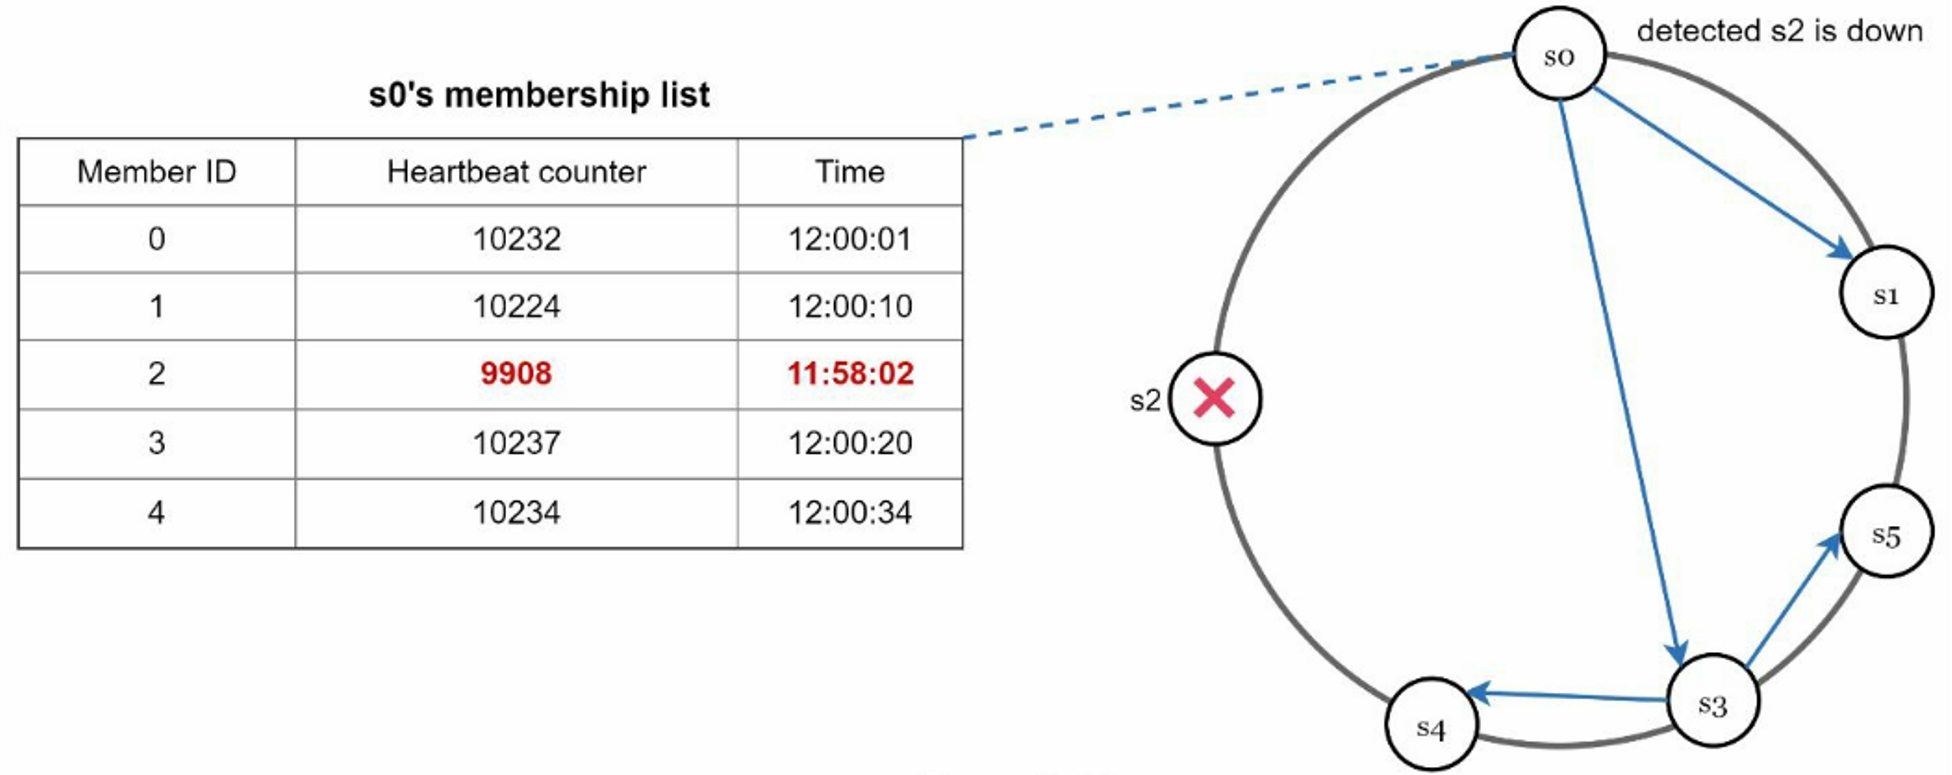 detected s2 is down
s0's membership list
Member ID Heartbeat counter Time
0 10232 12:00:01
1 10224 12:00:10
2 9908 11:58:02
3 10237 12:00:20
4 10234 12:00:34
s0
s1
s2
s5
s3
s4